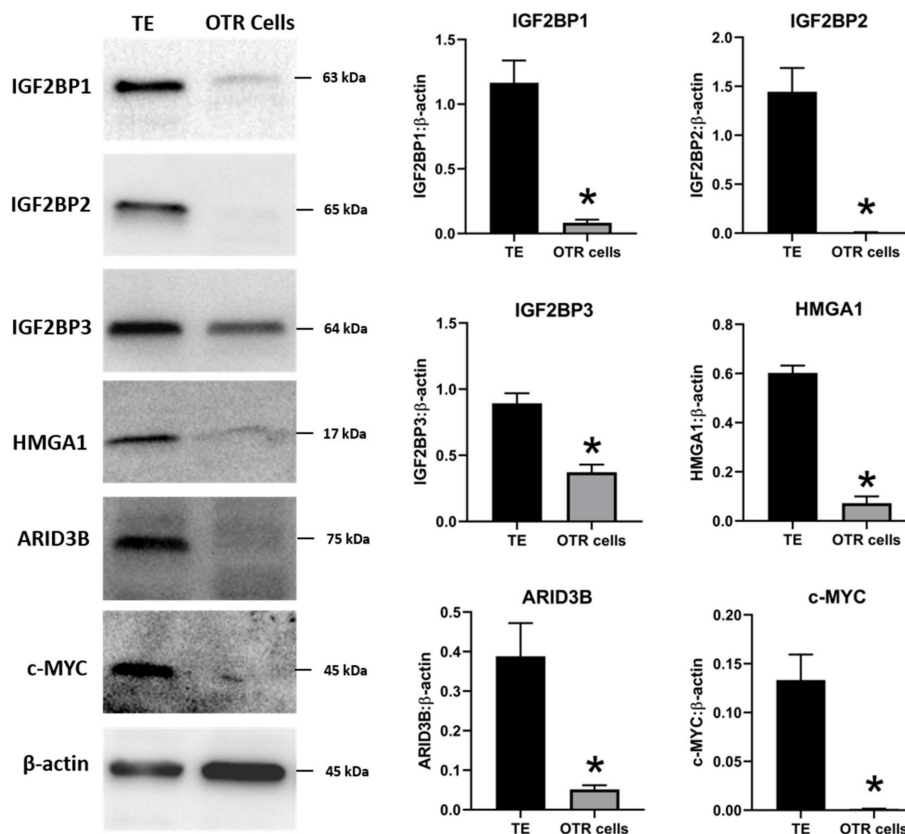 TE OTR Cells
IGF2BP1
63 kDa
IGF2BP2
65 kDa
IGF2BP3
64 kDa
HMGA1
17 kDa
ARID3B
75 kDa
c-MYC
45 kDa
β-actin
45 kDa
IGF2BP1
IGF2BP1:β-actin
1.5
1.0
0.5
0.0
*
TE OTR cells
IGF2BP2
IGF2BP2:β-actin
2.0
1.5
1.0
0.5
0.0
*
TE OTR cells
IGF2BP3
IGF2BP3:β-actin
1.5
1.0
0.5
0.0
*
TE OTR cells
HMGA1
HMGA1:β-actin
0.8
0.6
0.4
0.2
0.0
*
TE OTR cells
ARID3B
ARID3B:β-actin
0.5
0.4
0.3
0.2
0.1
0.0
*
TE OTR cells
c-MYC
c-MYC:β-actin
0.20
0.15
0.10
0.05
0.00
*
TE OTR cells